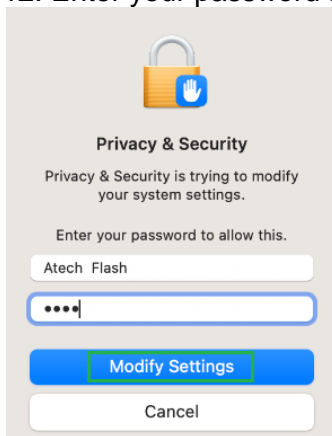 12. Enter your password
Privacy & Security
Privacy & Security is trying to modify
your system settings.
Enter your password to allow this.
Atech Flash
••••
Modify Settings
Cancel